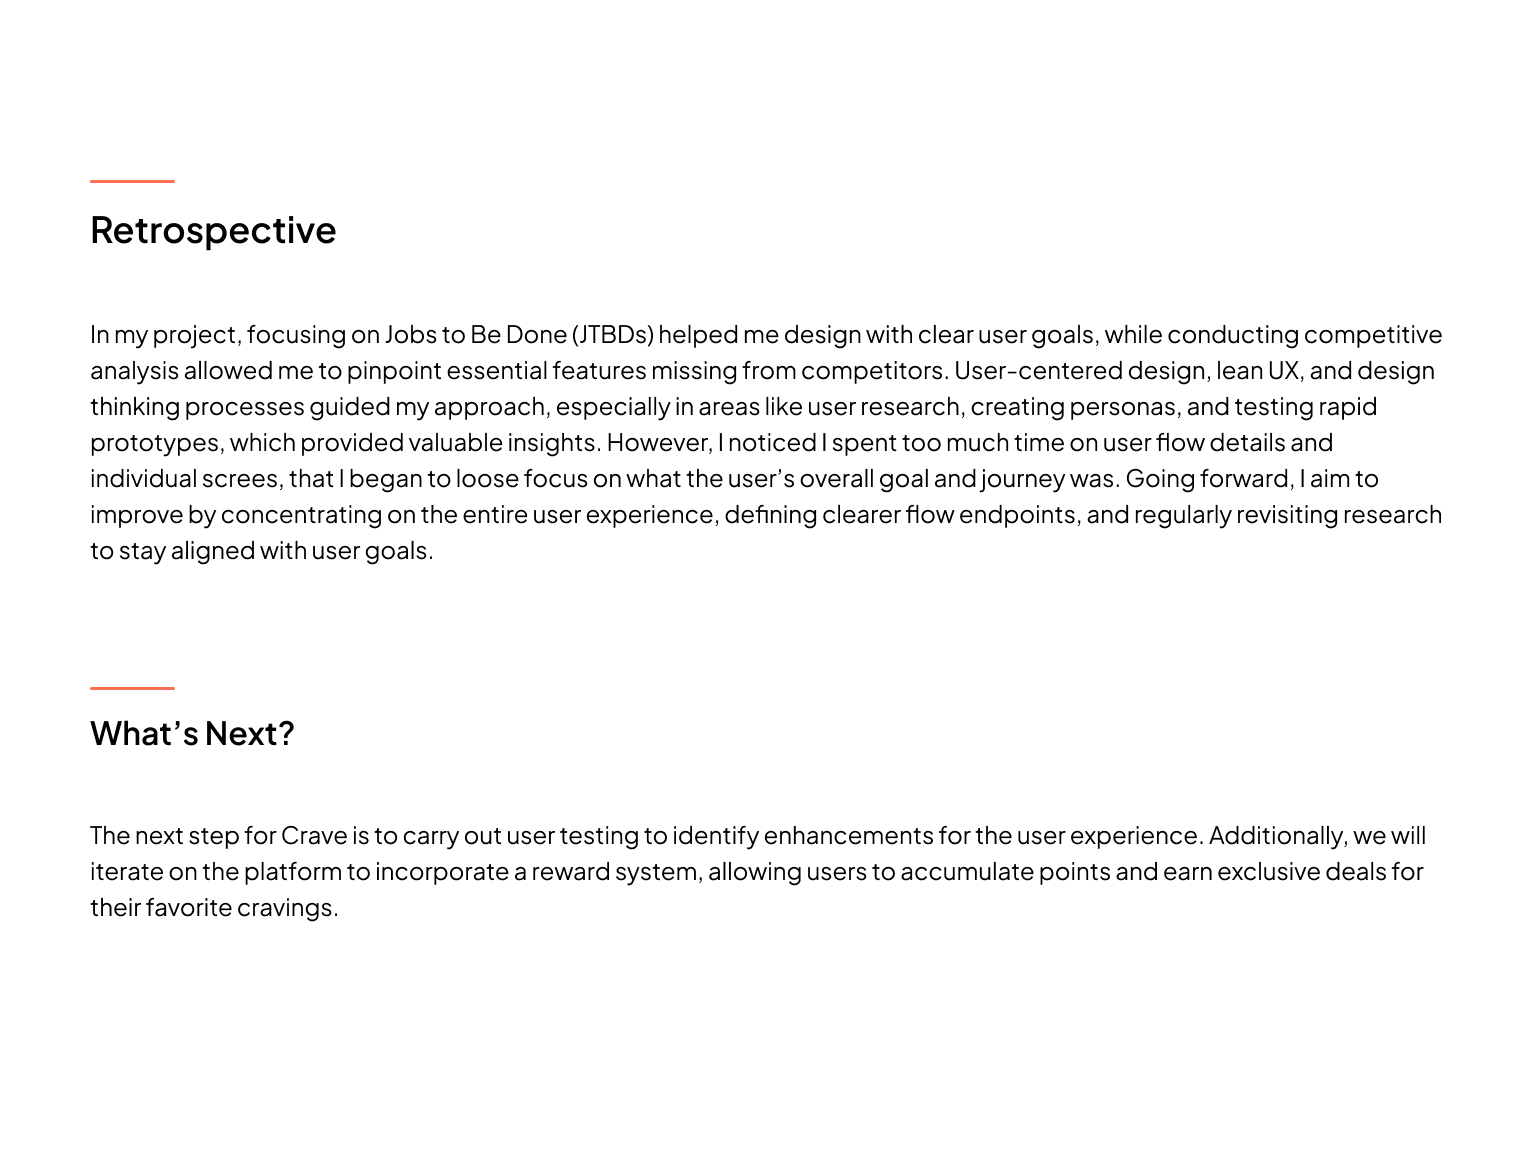 Retrospective
In my project, focusing on Jobs to Be Done (JTBDs) helped me design with clear user goals, while conducting competitive
analysis allowed me to pinpoint essential features missing from competitors. User-centered design, lean UX, and design
thinking processes guided my approach, especially in areas like user research, creating personas, and testing rapid
prototypes, which provided valuable insights. However, I noticed I spent too much time on user flow details and
individual screes, that I began to loose focus on what the user’s overall goal and journey was. Going forward, I aim to
improve by concentrating on the entire user experience, defining clearer flow endpoints, and regularly revisiting research
to stay aligned with user goals.
What’s Next?
The next step for Crave is to carry out user testing to identify enhancements for the user experience. Additionally, we will
iterate on the platform to incorporate a reward system, allowing users to accumulate points and earn exclusive deals for
their favorite cravings.